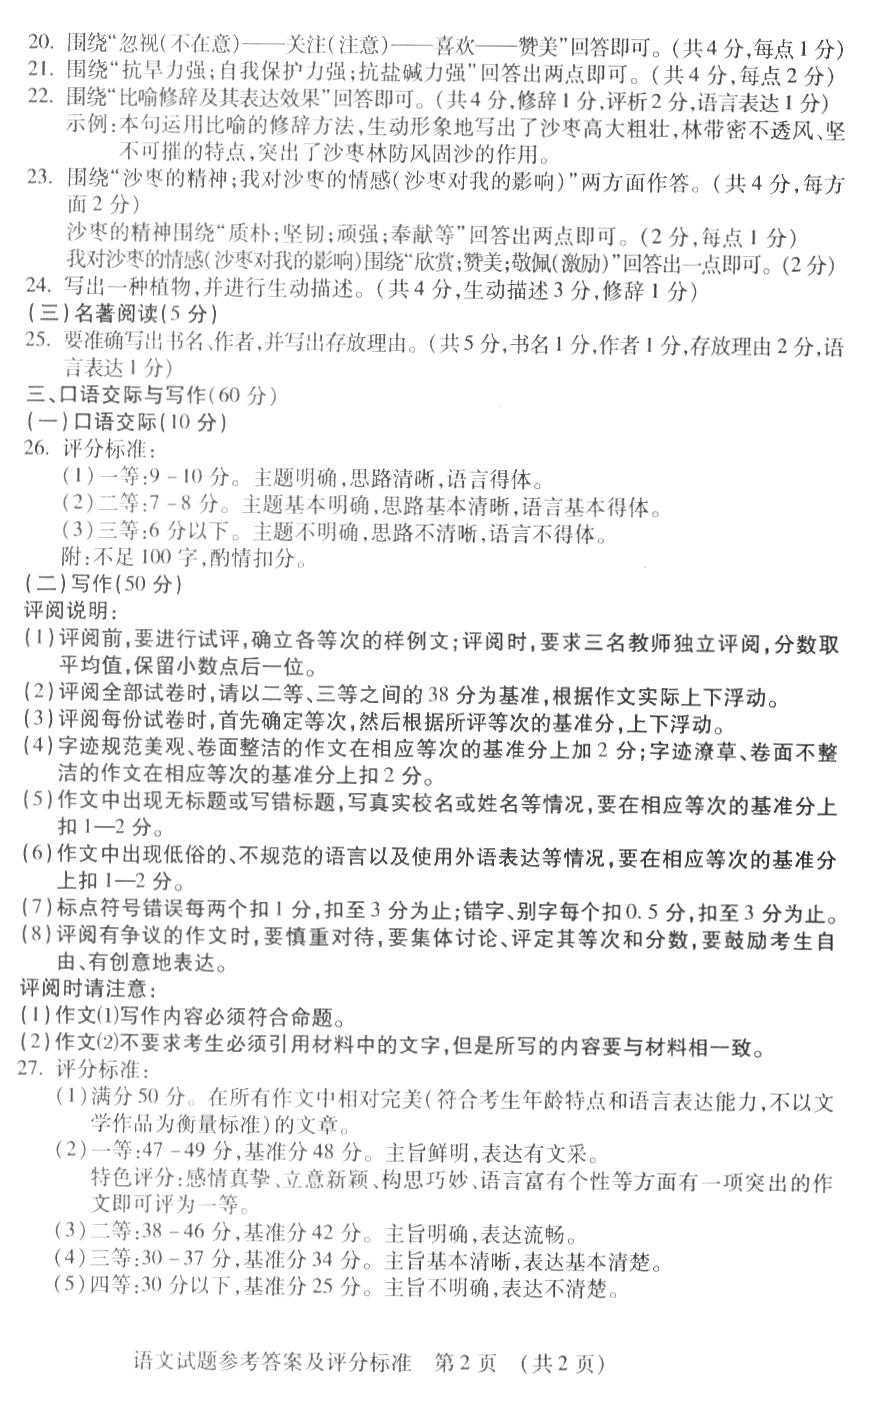 20. 围绕“忽视(不在意)——关注(注意)——喜欢——赞美”回答即可。(共4分,每点1分)
21. 围绕“抗旱力强;自我保护力强;抗盐碱力强”回答出两点即可。(共4分,每点2分)
22. 围绕“比喻修辞及其表达效果”回答即可。(共4分,修辞1分,评析2分,语言表达1分)
示例:本句运用比喻的修辞方法,生动形象地写出了沙枣高大粗壮,林带密不透风、坚
不可摧的特点,突出了沙枣林防风固沙的作用。
23. 围绕“沙枣的精神;我对沙枣的情感(沙枣对我的影响)”两方面作答。(共4分,每方
面2分)
沙枣的精神围绕“质朴;坚韧;顽强;奉献等”回答出两点即可。(2分,每点1分)
我对沙枣的情感(沙枣对我的影响)围绕“欣赏;赞美;敬佩(激励)”回答出一点即可。(2分)
24. 写出一种植物,并进行生动描述。(共4分,生动描述3分,修辞1分)
(三)名著阅读(5分)
25. 要准确写出书名、作者,并写出存放理由。(共5分,书名1分,作者1分,存放理由2分,语
言表达1分)
三、口语交际与写作(60分)
(一)口语交际(10分)
26. 评分标准:
(1)一等:9-10分。主题明确,思路清晰,语言得体。
(2)二等:7-8分。主题基本明确,思路基本清晰,语言基本得体。
(3)三等:6分以下。主题不明确,思路不清晰,语言不得体。
附:不足100字,酌情扣分。
(二)写作(50分)
评阅说明:
(1)评阅前,要进行试评,确立各等次的样例文;评阅时,要求三名教师独立评阅,分数取
平均值,保留小数点后一位。
(2)评阅全部试卷时,请以二等、三等之间的38分为基准,根据作文实际上下浮动。
(3)评阅每份试卷时,首先确定等次,然后根据所评等次的基准分,上下浮动。
(4)字迹规范美观、卷面整洁的作文在相应等次的基准分上加2分;字迹潦草、卷面不整
洁的作文在相应等次的基准分上扣2分。
(5)作文中出现无标题或写错标题,写真实校名或姓名等情况,要在相应等次的基准分上
扣1—2分。
(6)作文中出现低俗的、不规范的语言以及使用外语表达等情况,要在相应等次的基准分
上扣1—2分。
(7)标点符号错误每两个扣1分,扣至3分为止;错字、别字每个扣0.5分,扣至3分为止。
(8)评阅有争议的作文时,要慎重对待,要集体讨论、评定其等次和分数,要鼓励考生自
由、有创意地表达。
评阅时请注意:
(1)作文⑴写作内容必须符合命题。
(2)作文⑵不要求考生必须引用材料中的文字,但是所写的内容要与材料相一致。
27. 评分标准:
(1)满分50分。在所有作文中相对完美(符合考生年龄特点和语言表达能力,不以文
学作品为衡量标准)的文章。
(2)一等:47-49分,基准分48分。主旨鲜明,表达有文采。
特色评分:感情真挚、立意新颖、构思巧妙、语言富有个性等方面有一项突出的作
文即可评为一等。
(3)二等:38-46分,基准分42分。主旨明确,表达流畅。
(4)三等:30-37分,基准分34分。主旨基本清晰,表达基本清楚。
(5)四等:30分以下,基准分25分。主旨不明确,表达不清楚。
语文试题参考答案及评分标准 第2页 (共2页)